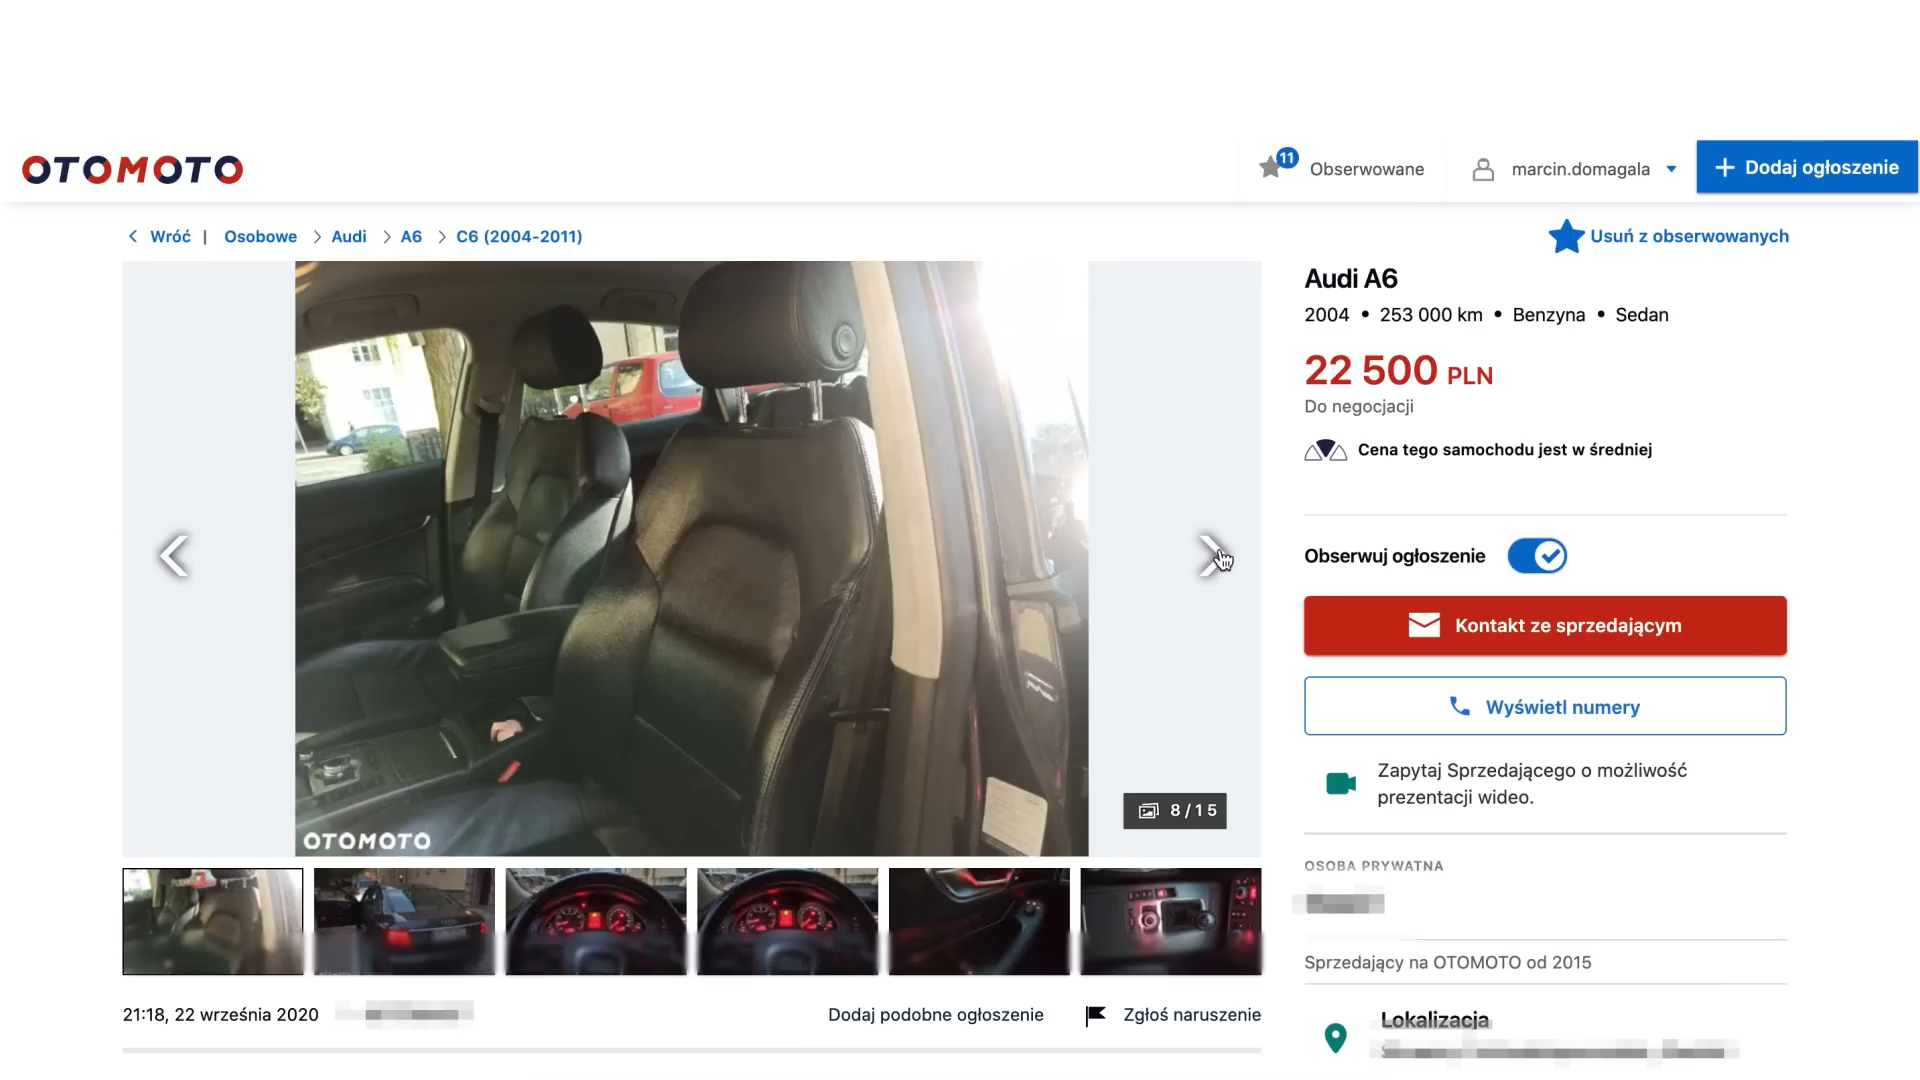 OTOMOTO
11
Obserwowane
marcin.domagala
+ Dodaj ogłoszenie
Wróć | Osobowe > Audi > A6 > C6 (2004-2011)
Usuń z obserwowanych
Audi A6
2004 • 253 000 km • Benzyna • Sedan
22 500 PLN
Do negocjacji
Cena tego samochodu jest w średniej
Obserwuj ogłoszenie
Kontakt ze sprzedającym
Wyświetl numery
Zapytaj Sprzedającego o możliwość
prezentacji wideo.
8/15
OTOMOTO
OSOBA PRYWATNA
Sprzedający na OTOMOTO od 2015
21:18, 22 września 2020
Dodaj podobne ogłoszenie
Zgłoś naruszenie
Lokalizacja